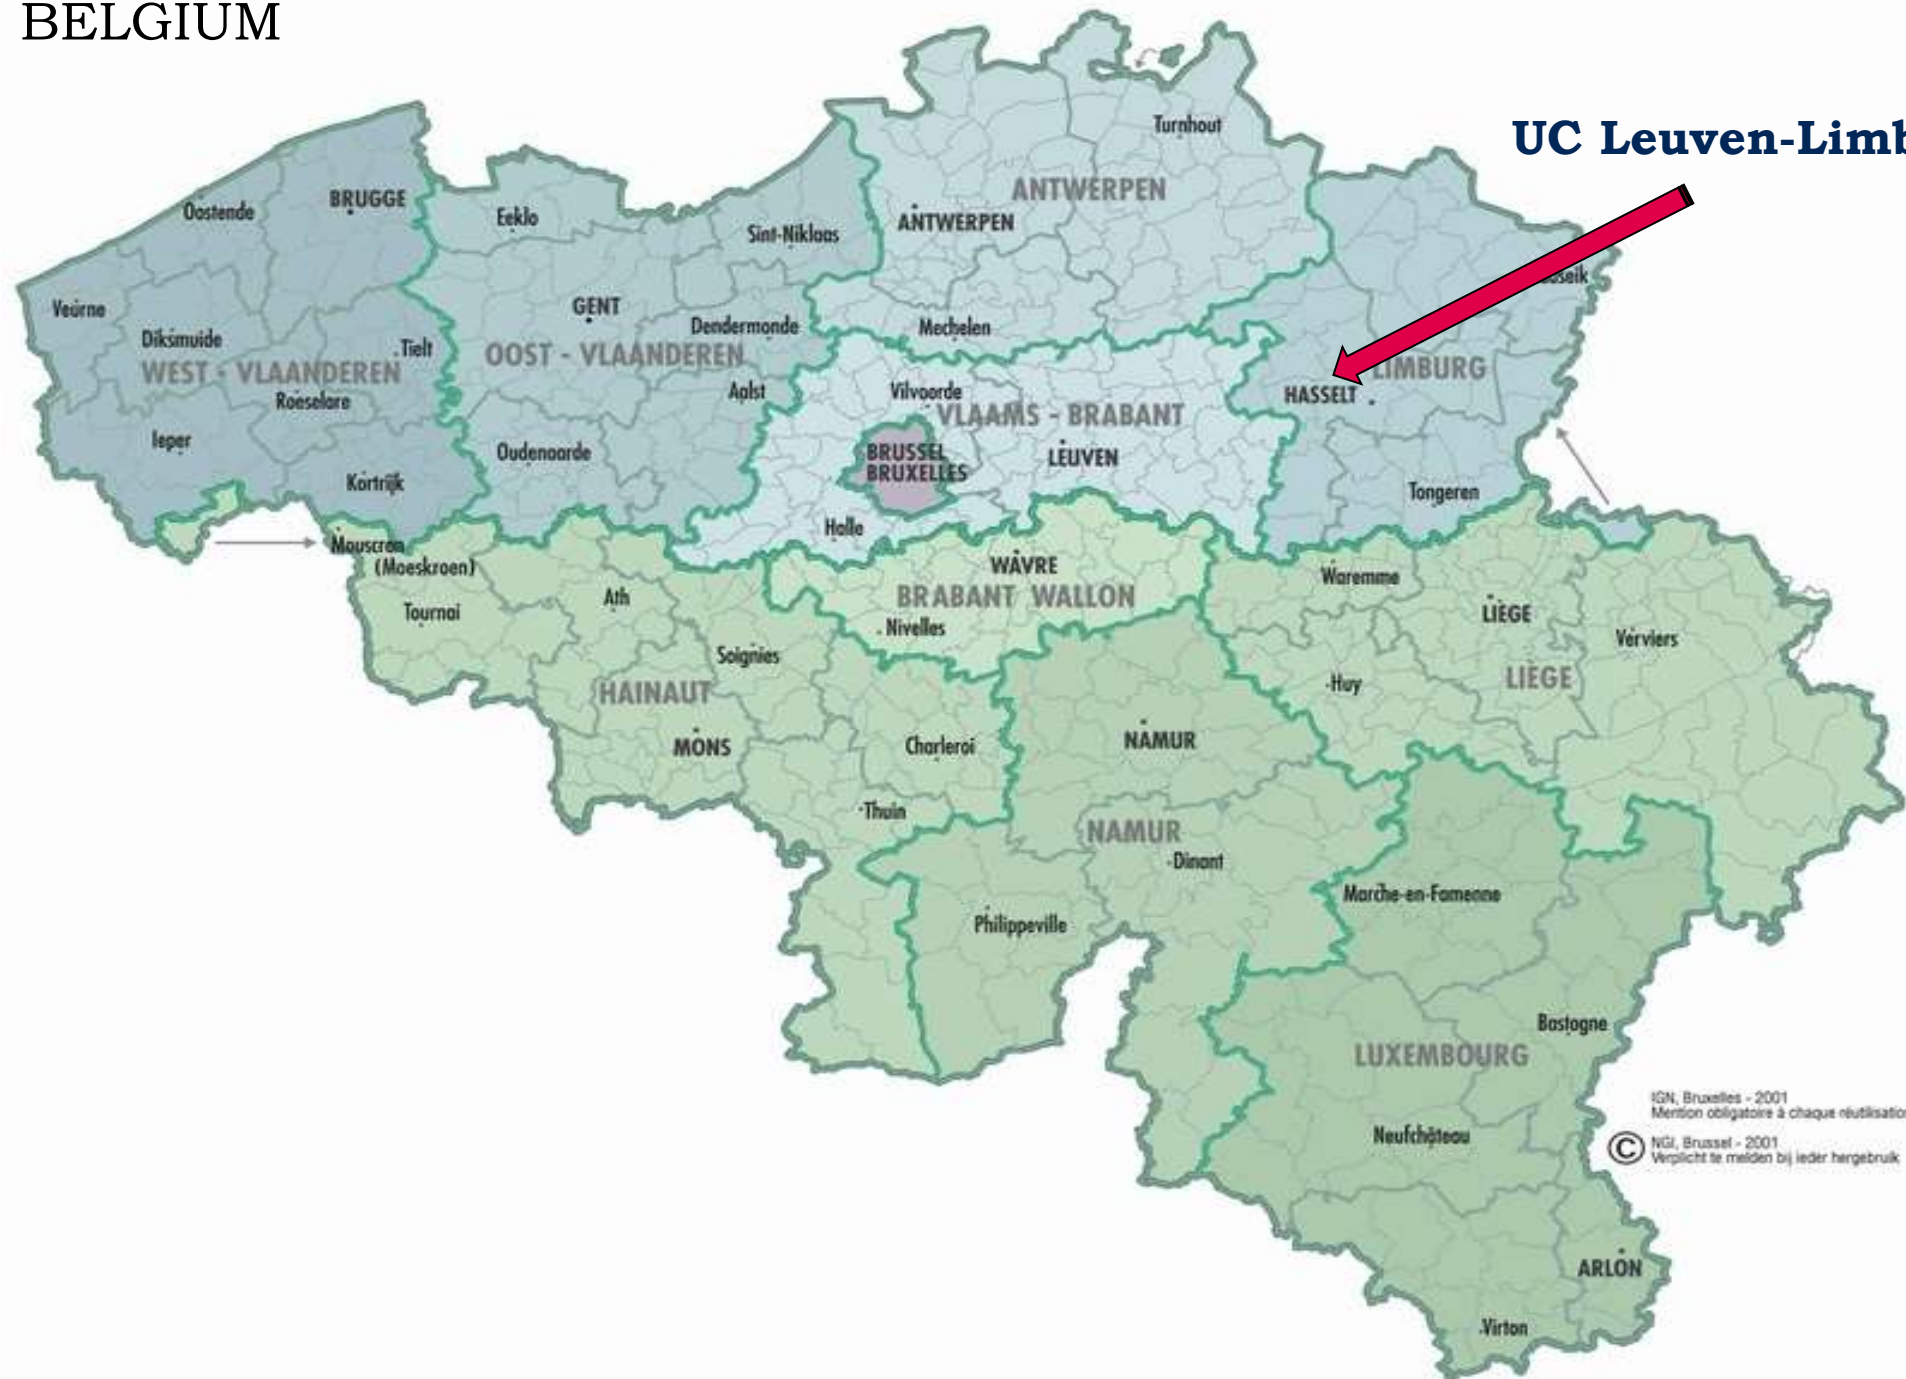 BELGIUM
UC Leuven-Limb
Turnhout
ANTWERPEN
BRUGGE
Oostende
Eeklo
Sint-Niklaas
ANTWERPEN
Veurne
GENT
Diksmuide
Tielt
Dendermonde
Mechelen
OOST - VLAANDEREN
WEST - VLAANDEREN
LIMBURG
Roeselare
Aalst
Vilvoorde
VLAAMS - BRABANT
HASSELT
Ieper
Oudenaarde
BRUSSEL
BRUXELLES
LEUVEN
Kortrijk
Tongeren
Halle
Mouscron
(Moeskroen)
WAVRE
Waremme
BRABANT WALLON
Ath
Tournai
Nivelles
LIÈGE
Verviers
Soignies
HAINAUT
Huy
LIÈGE
MONS
Charleroi
NAMUR
Thuin
NAMUR
Dinant
Marche-en-Famenne
Philippeville
Bastogne
LUXEMBOURG
IGN, Bruxelles - 2001
Mention obligatoire à chaque réutilisation
Neufchâteau
© NGI, Brussel - 2001
Verplicht te melden bij ieder hergebruik
ARLON
Virton